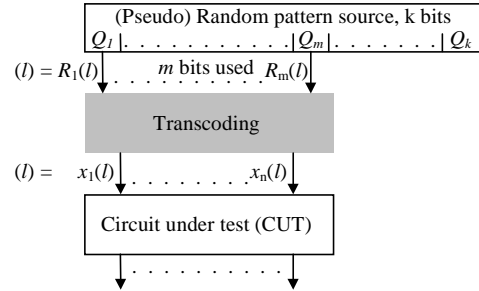 (Pseudo) Random pattern source, k bits
Q1 . . . . . . . . . . . . Qm . . . . . . . Qk
(l) = R1(l) . . . m bits used . . . Rm(l)
Transcoding
(l) = x1(l) . . . . . . . . xn(l)
Circuit under test (CUT)
. . . . . . . . . .